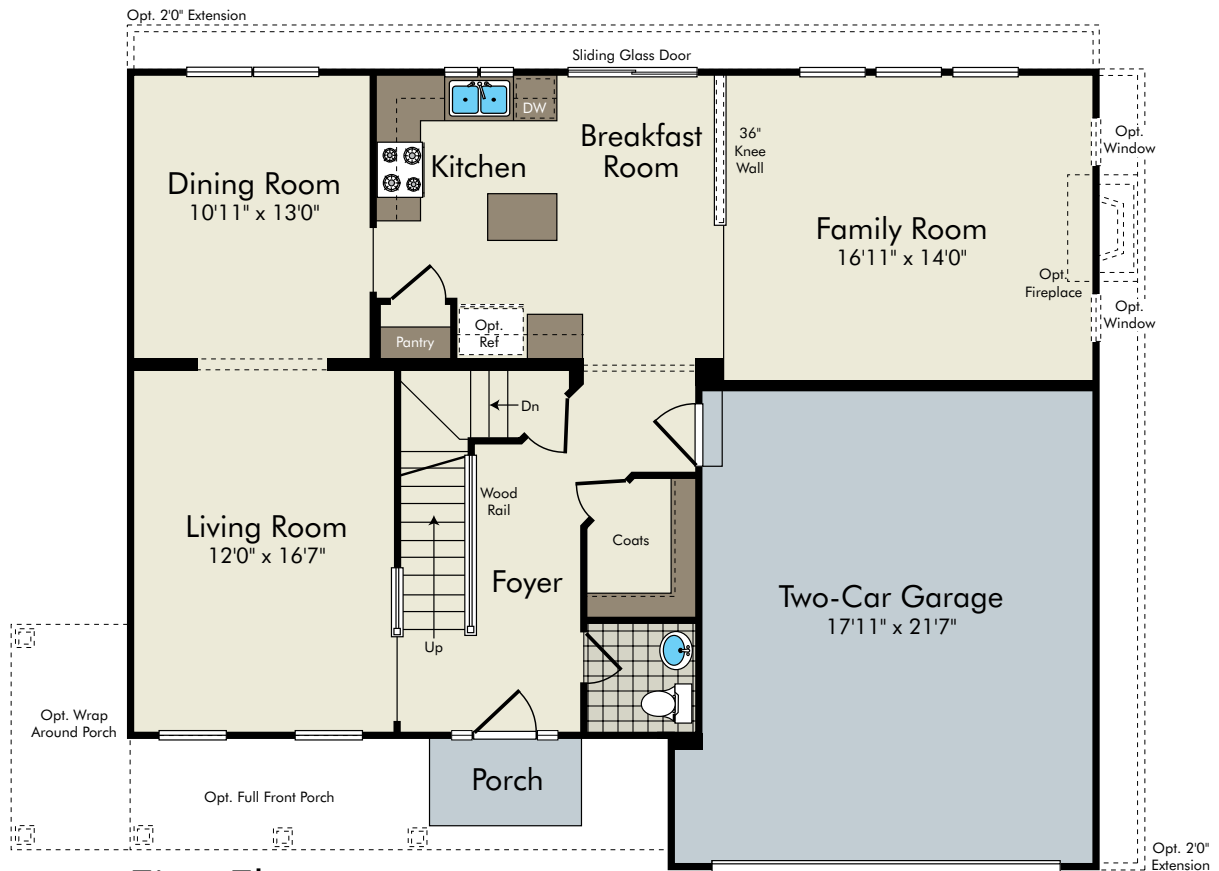 Opt. 2'0" Extension
Sliding Glass Door
DW
Kitchen
Breakfast
Room
36"
Knee
Wall
Opt.
Window
Dining Room
10'11" x 13'0"
Family Room
16'11" x 14'0"
Opt.
Fireplace
Opt.
Window
Pantry
Opt.
Ref
Dn
Wood
Rail
Living Room
12'0" x 16'7"
Coats
Foyer
Two-Car Garage
17'11" x 21'7"
Up
Opt. Wrap
Around Porch
Porch
Opt. Full Front Porch
Opt. 2'0"
Extension